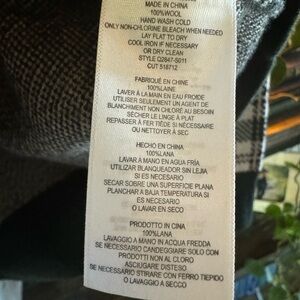 MADE IN CHINA
100%WOOL
HAND WASH COLD
ONLY NON-CHLORINE BLEACH WHEN NEEDED
LAY FLAT TO DRY
COOL IRON IF NECESSARY
OR DRY CLEAN
STYLE Q2847-5011
CUT 518712
FABRIQUÉ EN CHINE
100%LAINE
LAVER À LA MAIN EN EAU FROIDE
UTILISER SEULEMENT UN AGENT DE
BLANCHIMENT NON CHLORÉ AU BESOIN
SÉCHER LE LINGE À PLAT
REPASSER À FER TIÈDE SI NÉCESSAIRE
OU NETTOYER À SEC
HECHO EN CHINA
100%LANA
LAVAR A MANO EN AGUA FRÍA
UTILIZAR BLANQUEADOR SIN LEJIA
SI ES NECESARIO
SECAR SOBRE UNA SUPERFICIE PLANA
PLANCHAR A BAJA TEMPERATURA SI
ES NECESARIO
O LAVAR EN SECO
PRODOTTO IN CINA
100%LANA
LAVAGGIO A MANO IN ACQUA FREDDA
SE NECESSARIO CANDEGGIARE SOLO CON
PRODOTTI NON AL CLORO
ASCIUGARE DISTESO
SE NECESSARIO STIRARE CON FERRO TIEPIDO
O LAVAGGIO A SECCO